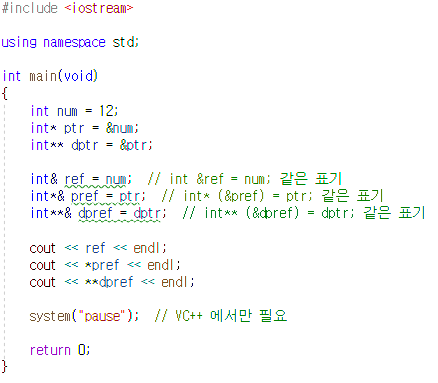 #include <iostream>
using namespace std;
int main(void)
{
int num = 12;
int* ptr = &num;
int** dptr = &ptr;
int& ref = num;  // int &ref = num; 같은 표기
int*& pref = ptr;  // int* (&pref) = ptr; 같은 표기
int**& dpref = dptr;  // int** (&dpref) = dptr; 같은 표기
cout << ref << endl;
cout << *pref << endl;
cout << **dpref << endl;
system("pause");  // VC++ 에서만 필요
return 0;
}